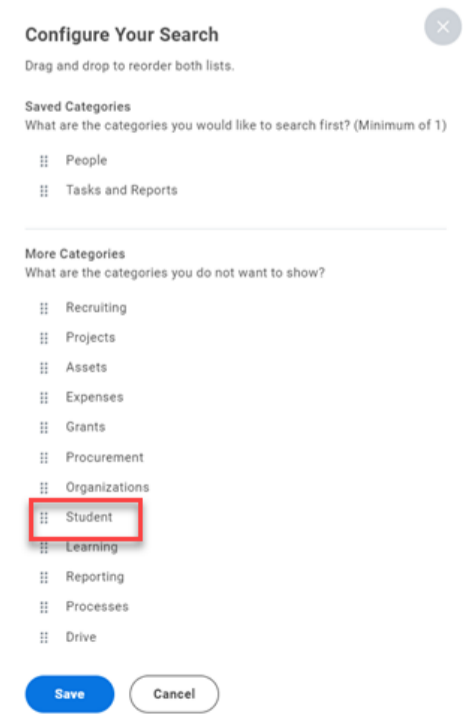 Configure Your Search
Drag and drop to reorder both lists.
Saved Categories
What are the categories you would like to search first? (Minimum of 1)
People
Tasks and Reports
More Categories
What are the categories you do not want to show?
Recruiting
Projects
Assets
Expenses
Grants
Procurement
Organizations
Student
Learning
Reporting
Processes
Drive
Save
Cancel